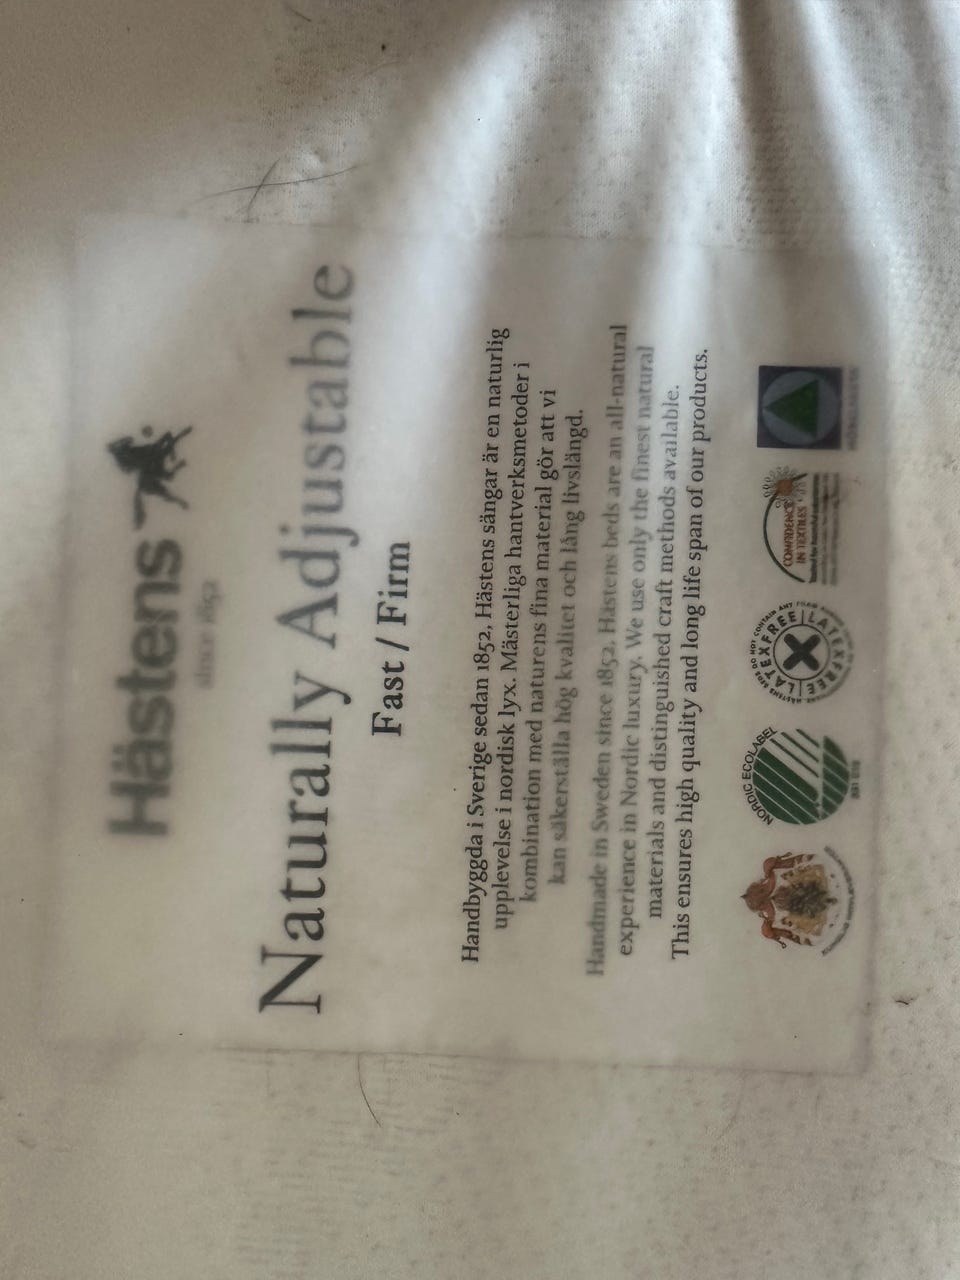 Hästens
since 1852
Naturally Adjustable
Fast / Firm
Handbyggda i Sverige sedan 1852, Hästens sängar är en naturlig
upplevelse i nordisk lyx. Mästerliga hantverksmetoder i
kombination med naturens fina material gör att vi
kan säkerställa hög kvalitet och lång livslängd.
Handmade in Sweden since 1852, Hästens beds are an all-natural
experience in Nordic luxury. We use only the finest natural
materials and distinguished craft methods available.
This ensures high quality and long life span of our products.
NORDIC ECOLABEL
LATEXFREE LATEXFREE
CONFIDENCE
IN TEXTILES